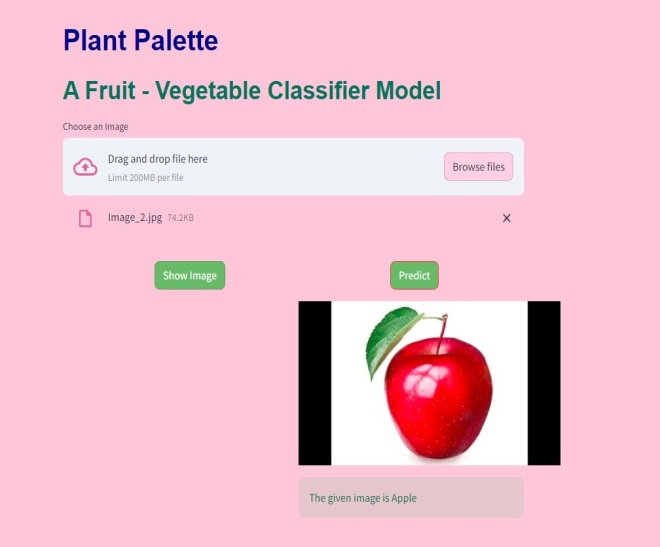 Plant Palette
A Fruit - Vegetable Classifier Model
Choose an Image
Drag and drop file here
Limit 200MB per file
Browse files
Image_2.jpg 74.2KB
Show Image
Predict
The given image is Apple